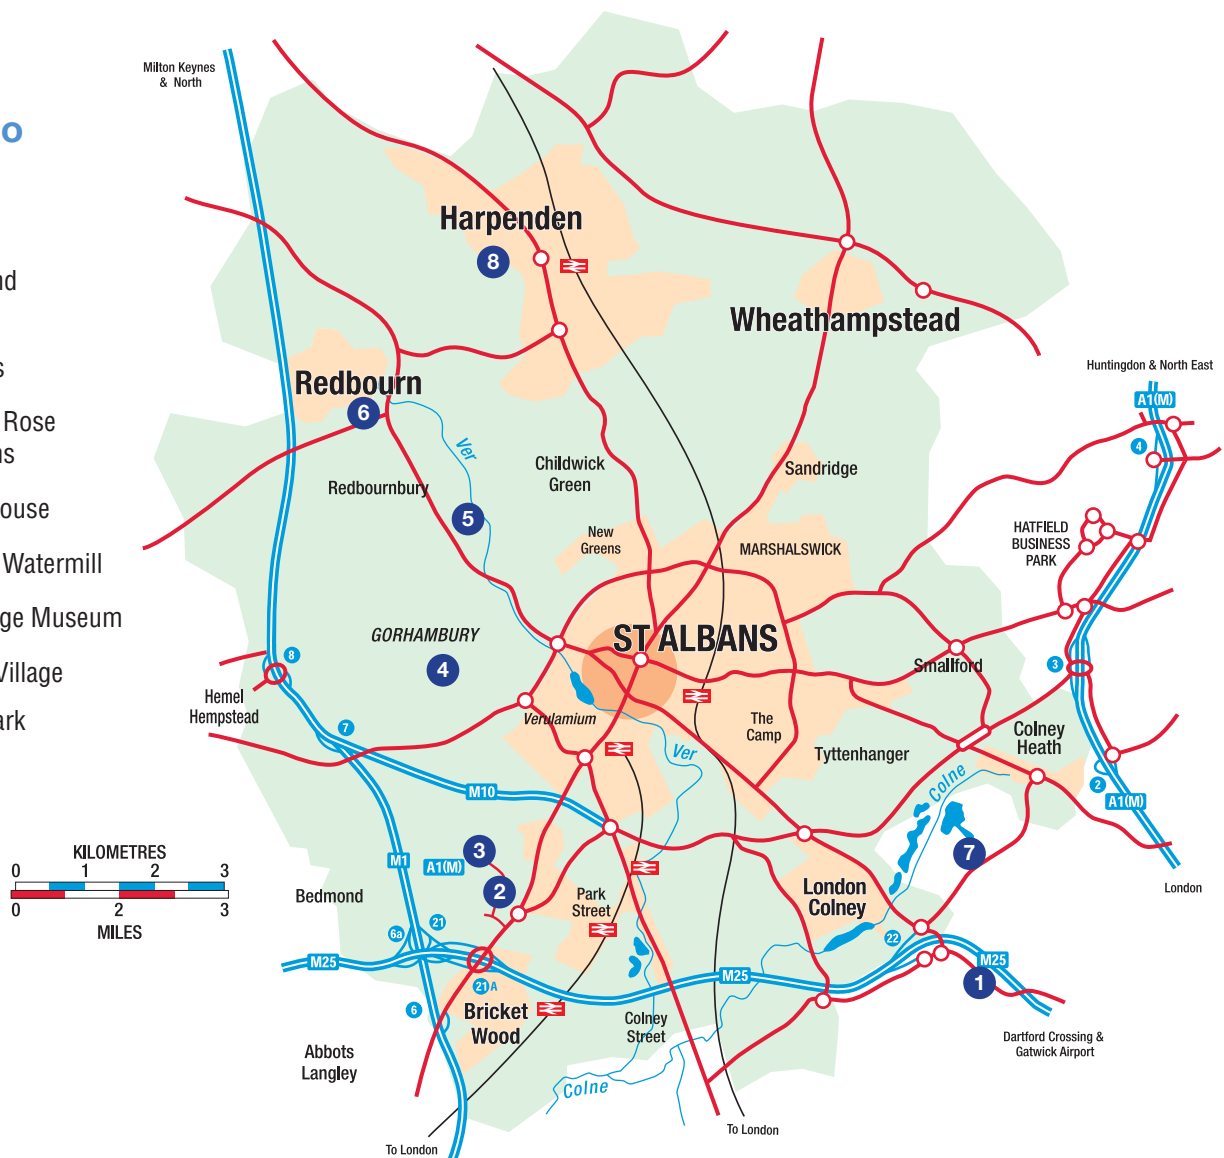 o
nd
s
Rose
ns
ouse
Watermill
ge Museum
Village
ark
Milton Keynes
& North
Harpenden
8
Wheathampstead
Huntingdon & North East
A1(M)
4
Redbourn
6
Ver
Redbournbury
5
Childwick
Green
Sandridge
New
Greens
MARSHALSWICK
HATFIELD
BUSINESS
PARK
GORHAMBURY
4
ST ALBANS
Smallford
3
8
Hemel
Hempstead
7
Verulamium
The
Camp
Ver
Tyttenhanger
Colney
Heath
Colne
2
A1(M)
M10
London
KILOMETRES
0 1 2 3
0 2 3
MILES
M1
A1(M)
3
2
7
Bedmond
Park
Street
London
Colney
6a
21
22
M25
21A
M25
M25
1
6
Bricket
Wood
Colney
Street
Dartford Crossing &
Gatwick Airport
Abbots
Langley
Colne
To London
To London